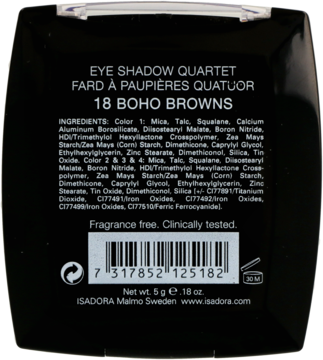 EYE SHADOW QUARTET
FARD À PAUPIÈRES QUATUOR
18 BOHO BROWNS
INGREDIENTS: Color 1: Mica, Talc, Squalane, Calcium
Aluminum Borosilicate, Diisostearyl Malate, Boron Nitride,
HDI/Trimethylol Hexyllactone Crosspolymer, Zea Mays
Starch/Zea Mays (Corn) Starch, Dimethicone, Caprylyl Glycol,
Ethylhexylglycerin, Zinc Stearate, Dimethiconol, Silica, Tin
Oxide. Color 2 & 3 & 4: Mica, Talc, Squalane, Diisostearyl
Malate, Boron Nitride, HDI/Trimethylol Hexyllactone Cross-
polymer, Zea Mays Starch/Zea Mays (Corn) Starch,
Dimethicone, Caprylyl Glycol, Ethylhexylglycerin, Zinc
Stearate, Tin Oxide, Dimethiconol, Silica [+/- CI77891/Titanium
Dioxide, CI77491/Iron Oxides, CI77492/Iron Oxides,
CI77499/Iron Oxides, CI77510/Ferric Ferrocyanide].
Fragrance free. Clinically tested.
7 317852 125182
30 M
Net wt. 5 g e .18 oz.
ISADORA Malmo Sweden www.isadora.com